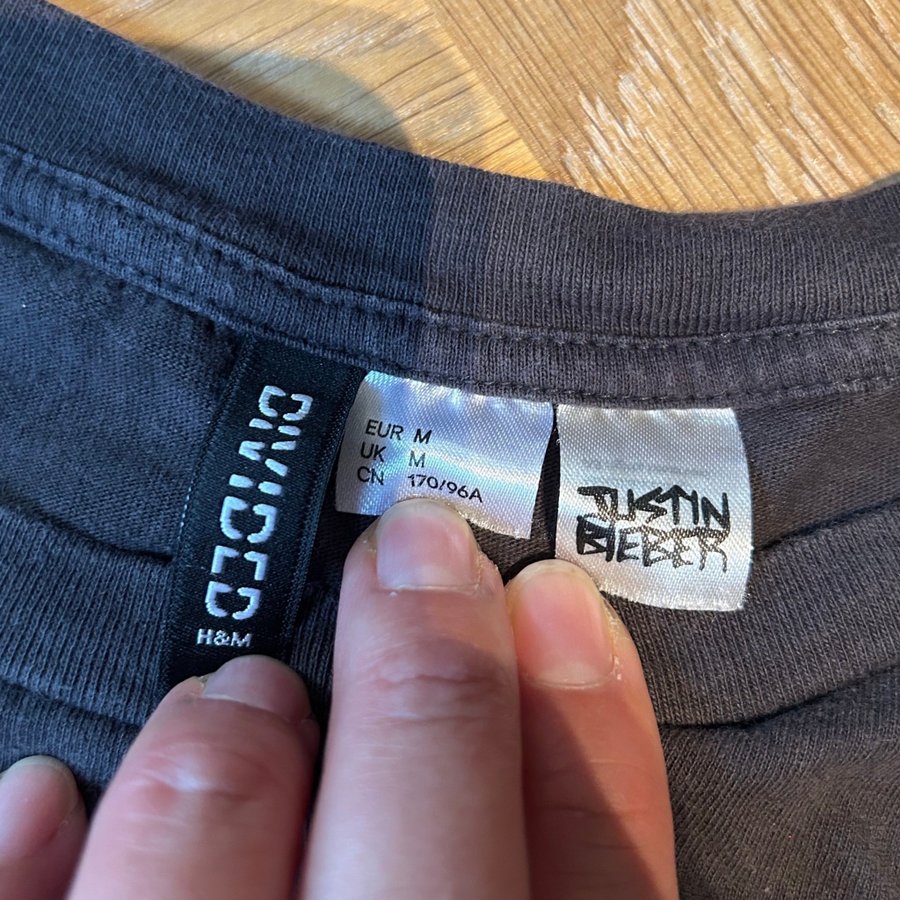 DIVIDED
H&M
EUR M
UK M
CN 170/96A
JUSTIN
BIEBER